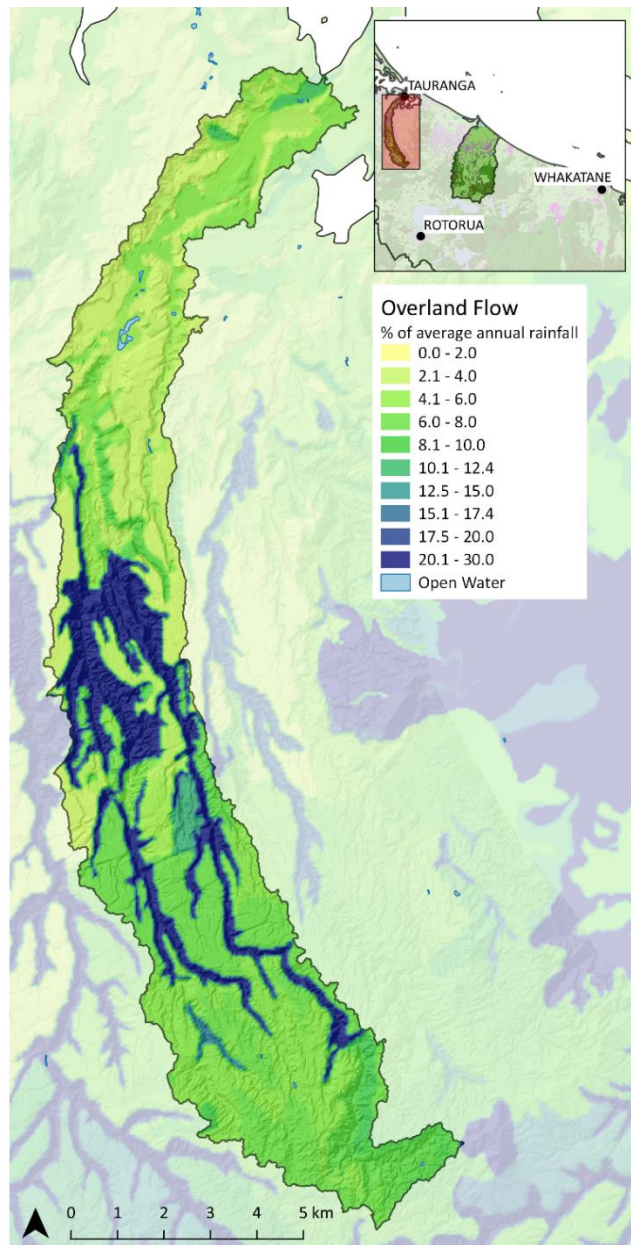 TAURANGA
WHAKATANE
ROTORUA
Overland Flow
% of average annual rainfall
0.0 - 2.0
2.1 - 4.0
4.1 - 6.0
6.0 - 8.0
8.1 - 10.0
10.1 - 12.4
12.5 - 15.0
15.1 - 17.4
17.5 - 20.0
20.1 - 30.0
Open Water
0 1 2 3 4 5 km